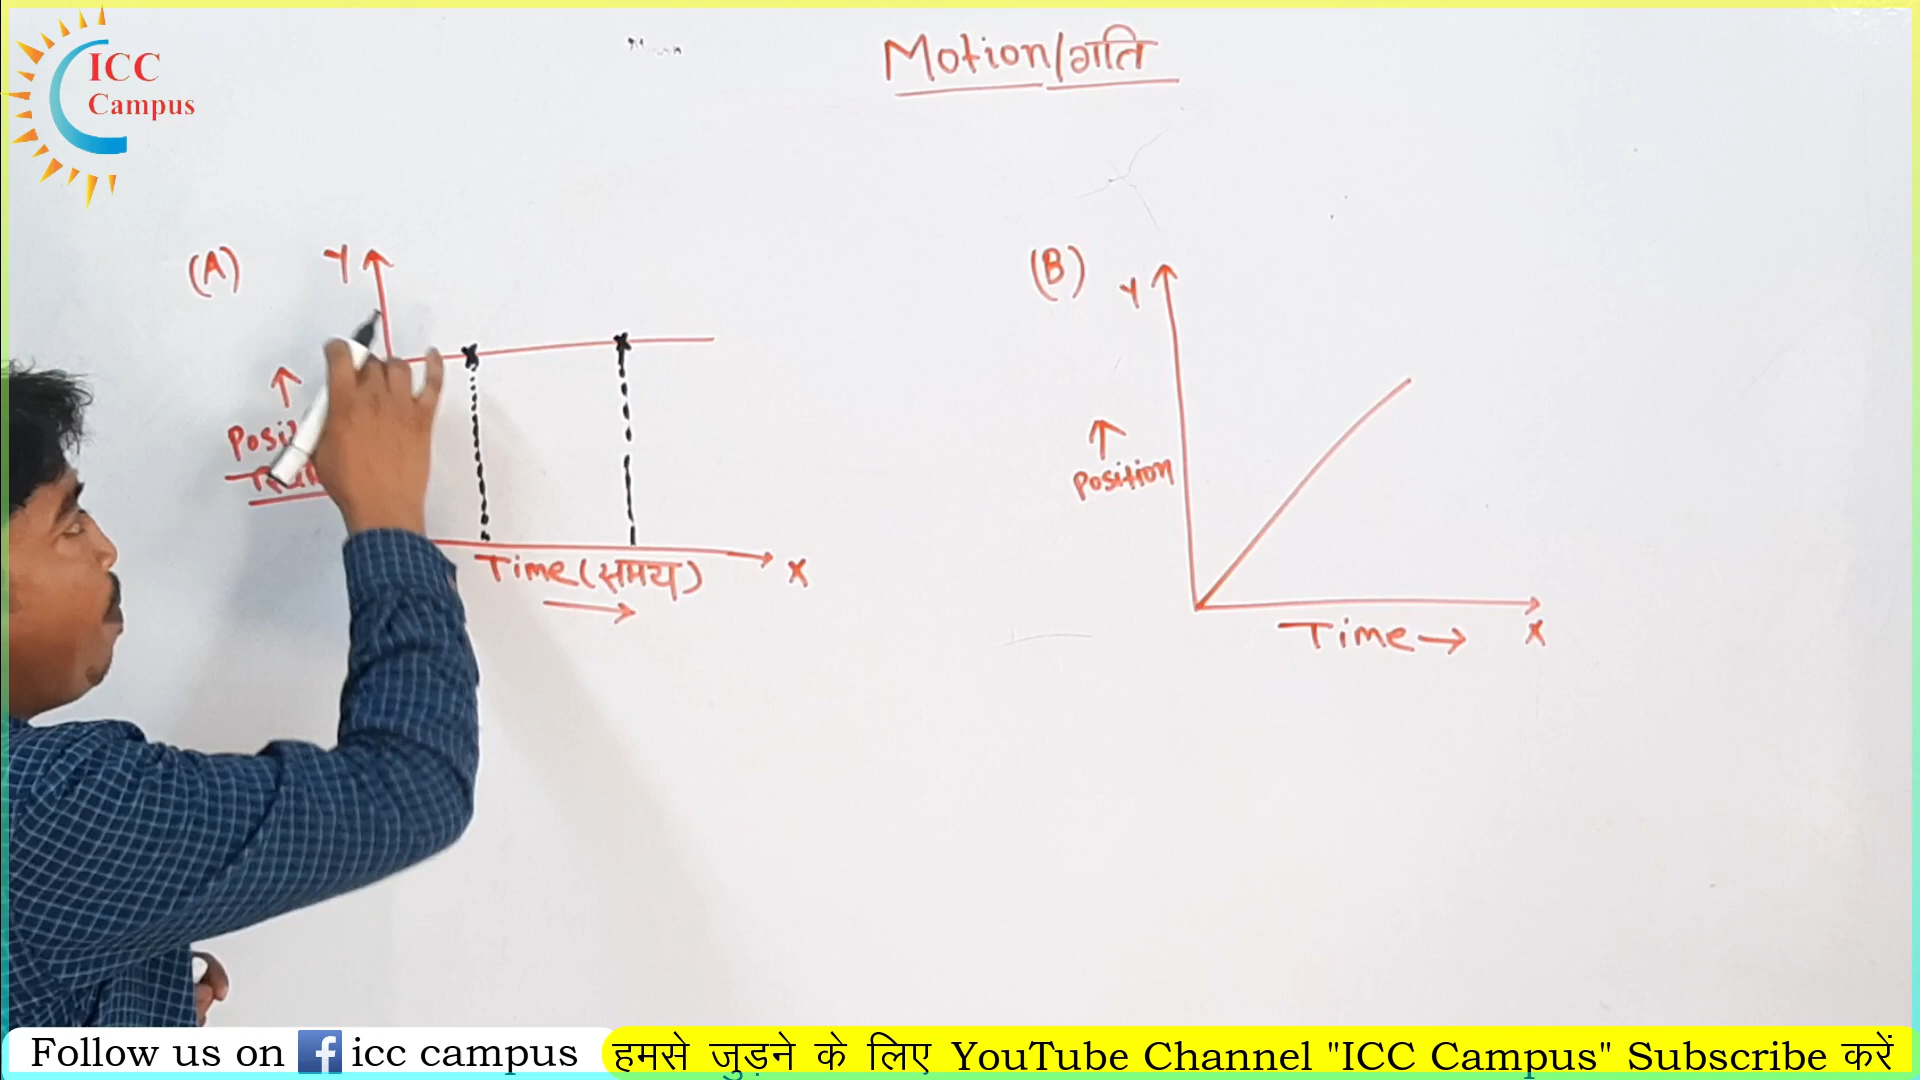 ICC
Campus
Motion/गति
(A)
Y
Time (समय)
X
(B)
Y
Position
Time
X
Follow us on f icc campus
हमसे जुड़ने के लिए YouTube Channel "ICC Campus" Subscribe करें